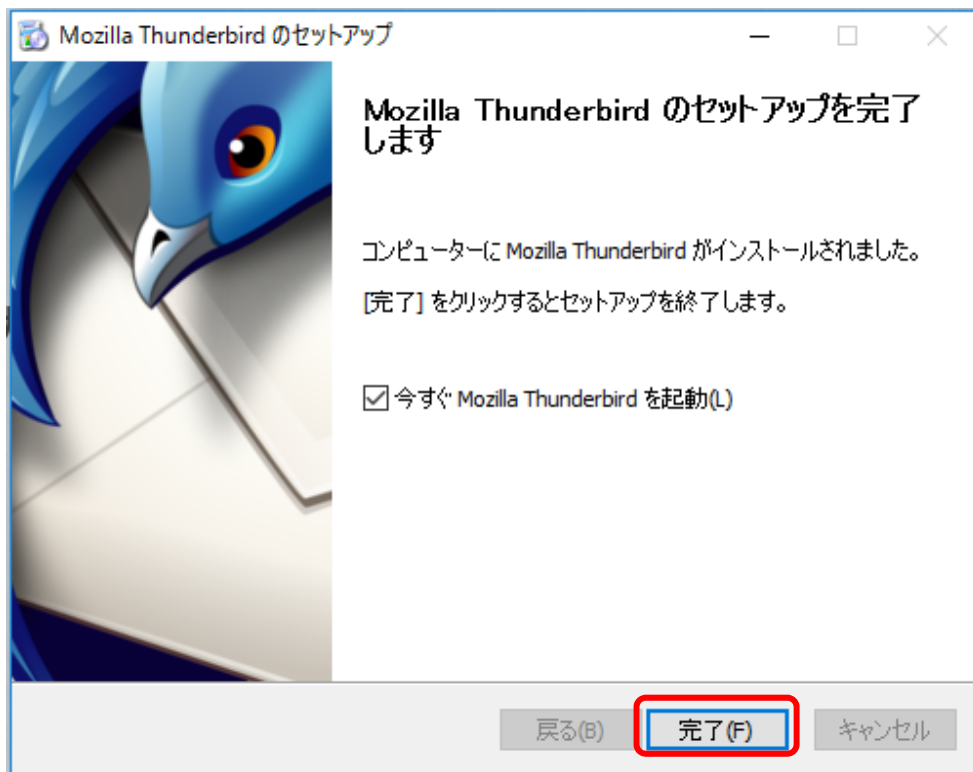 Mozilla Thunderbird のセットアップ
Mozilla Thunderbird のセットアップを完了
します
コンピューターに Mozilla Thunderbird がインストールされました。
[完了] をクリックするとセットアップを終了します。
今すぐ Mozilla Thunderbird を起動(L)
戻る(B) 完了(F) キャンセル